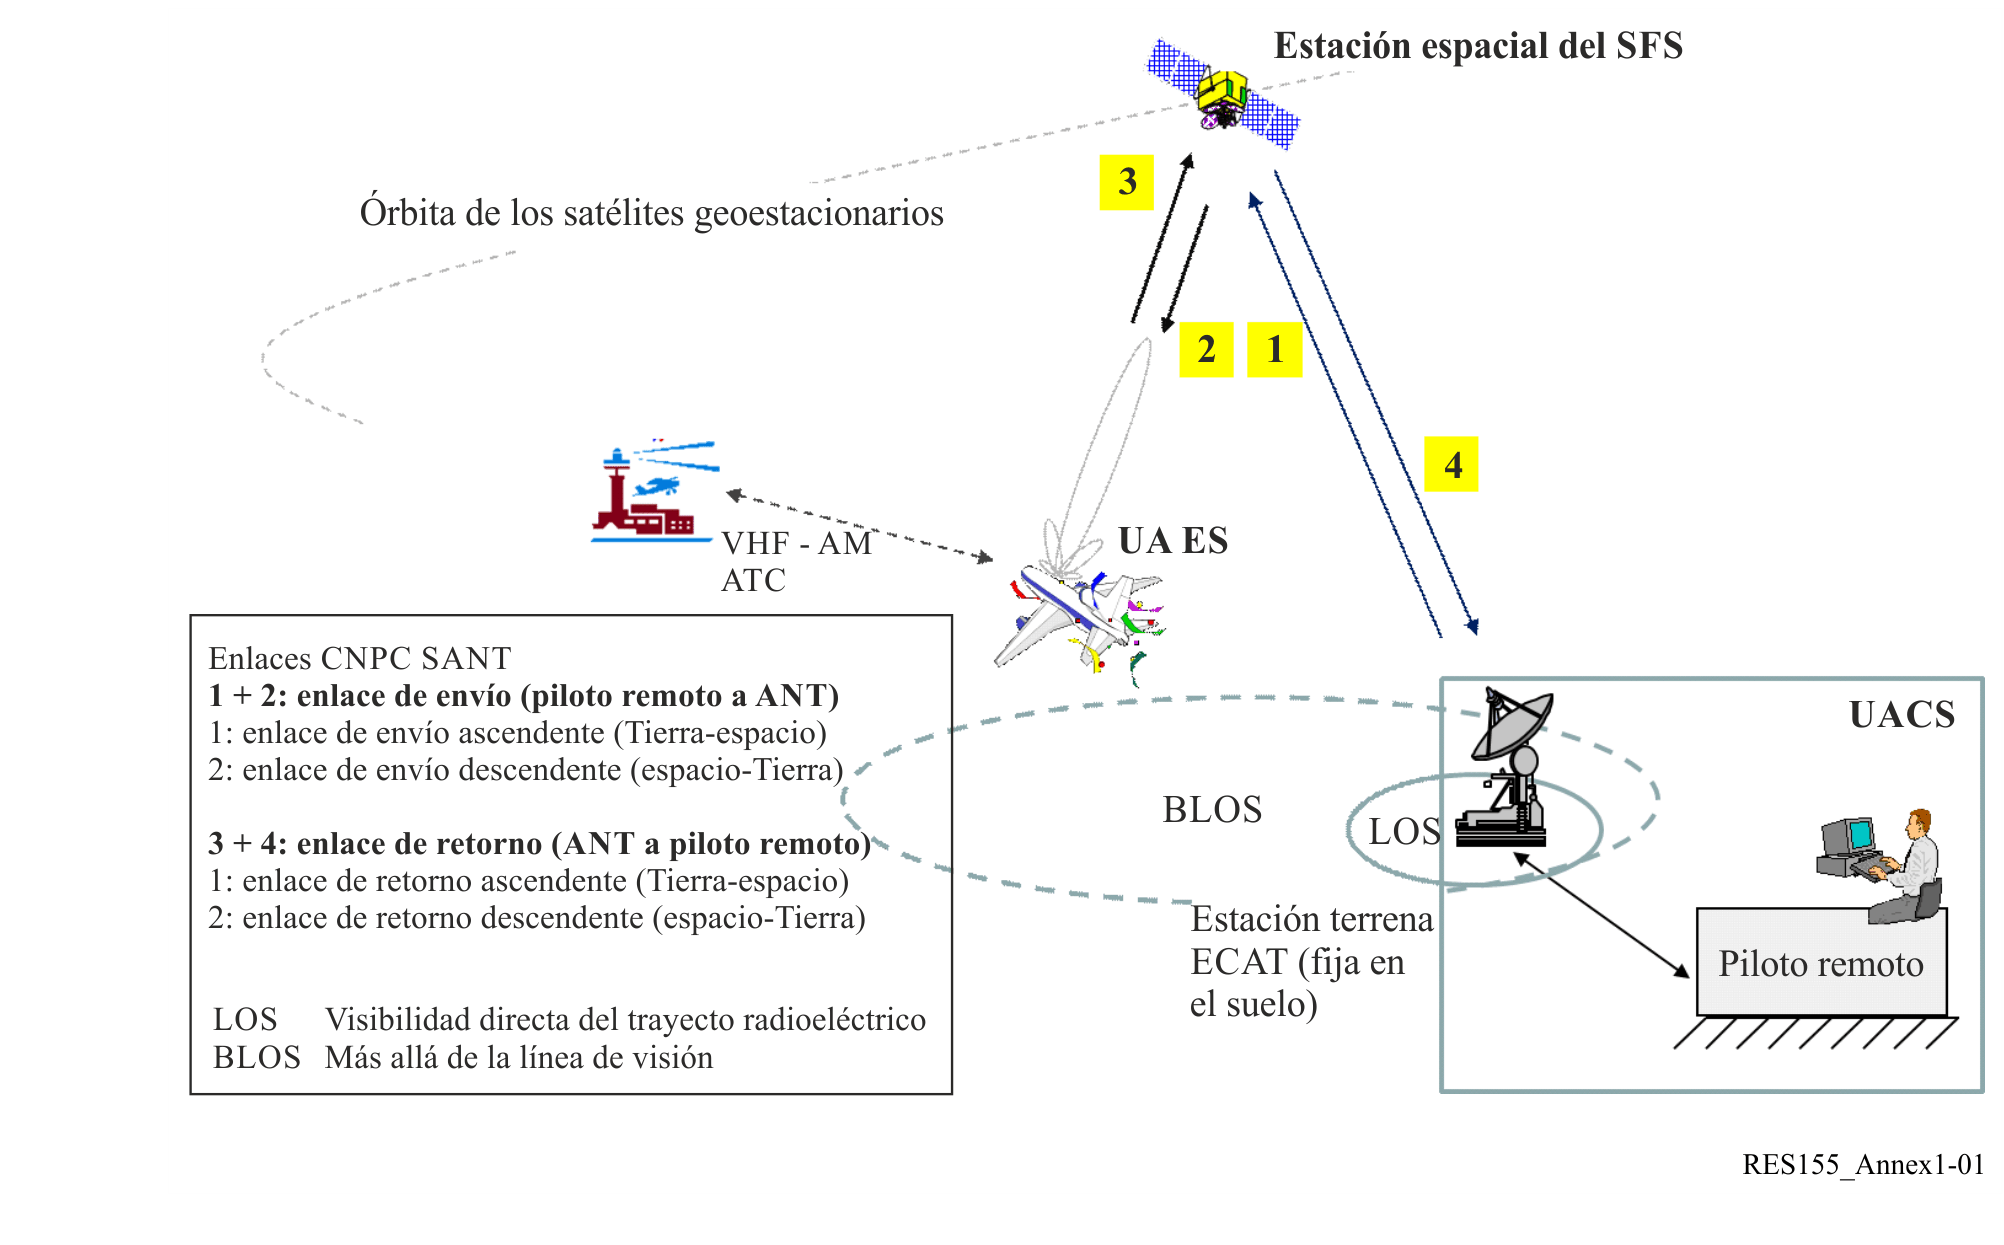 Estación espacial del SFS
3
Órbita de los satélites geoestacionarios
2
1
4
UA ES
VHF - AM
ATC
Enlaces CNPC SANT
1 + 2: enlace de envío (piloto remoto a ANT)
1: enlace de envío ascendente (Tierra-espacio)
2: enlace de envío descendente (espacio-Tierra)
3 + 4: enlace de retorno (ANT a piloto remoto)
1: enlace de retorno ascendente (Tierra-espacio)
2: enlace de retorno descendente (espacio-Tierra)
LOS Visibilidad directa del trayecto radioeléctrico
BLOS Más allá de la línea de visión
UACS
BLOS
LOS
Estación terrena
ECAT (fija en
el suelo)
Piloto remoto
RES155_Annex1-01